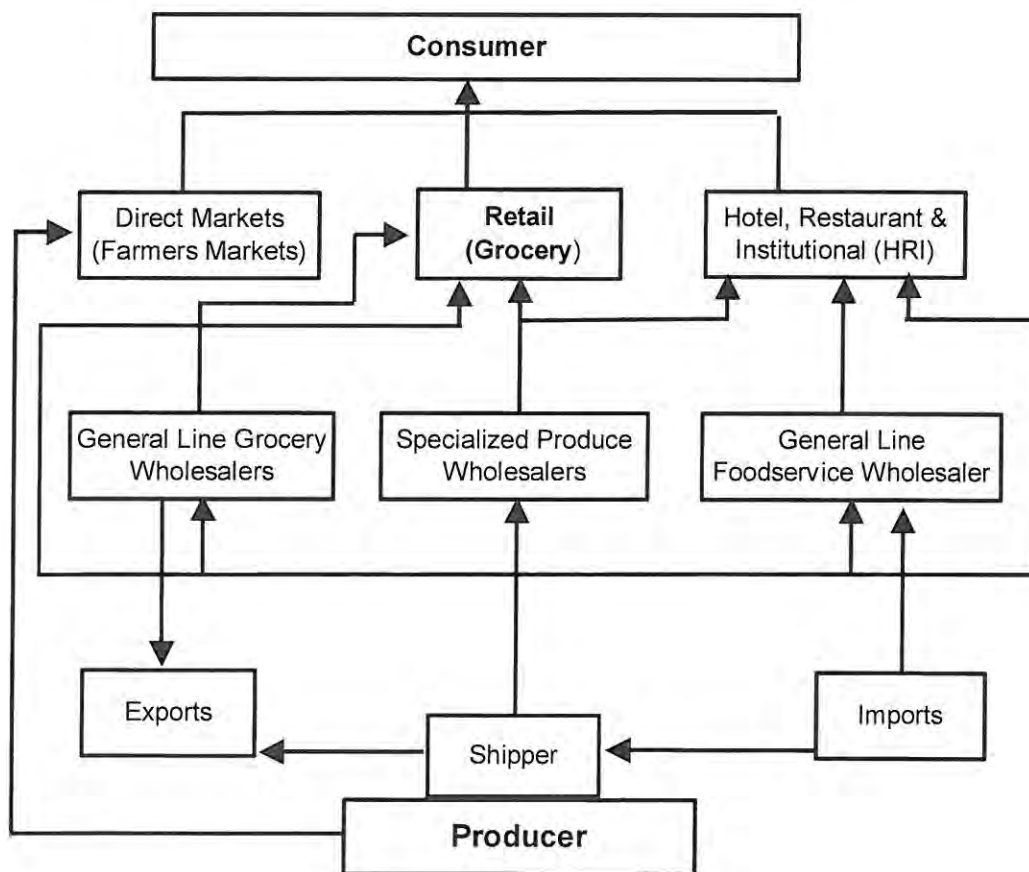 Consumer
Direct Markets
(Farmers Markets)
Retail
(Grocery)
Hotel, Restaurant &
Institutional (HRI)
General Line Grocery
Wholesalers
Specialized Produce
Wholesalers
General Line
Foodservice Wholesaler
Exports
Shipper
Imports
Producer